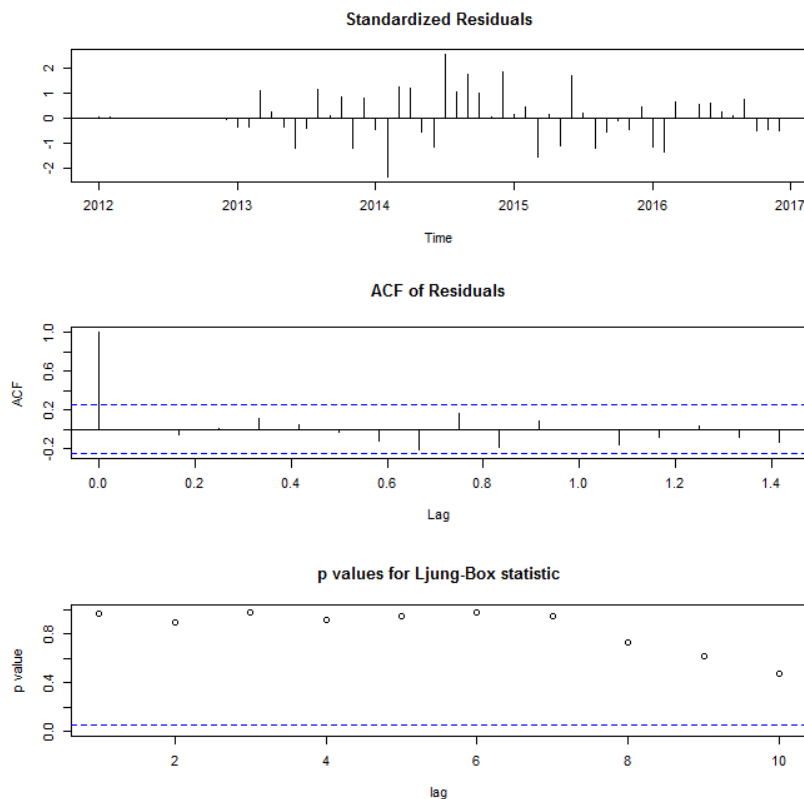 Standardized Residuals
2
1
0
-1
-2
2012 2013 2014 2015 2016 2017
Time
ACF of Residuals
ACF
1.0
0.6
0.2
-0.2
0.0 0.2 0.4 0.6 0.8 1.0 1.2 1.4
Lag
p values for Ljung-Box statistic
p value
0.8
0.4
0.0
2 4 6 8 10
lag